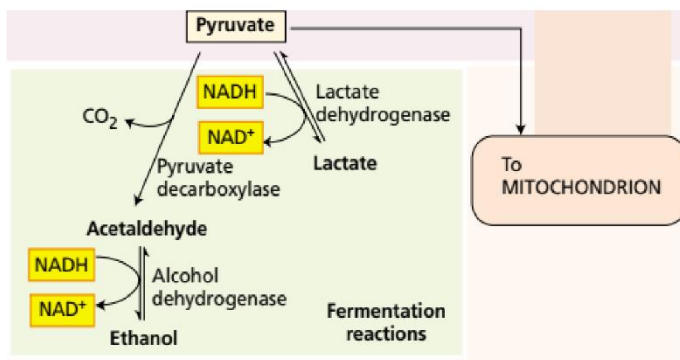 Pyruvate
NADH
NAD⁺
Lactate
dehydrogenase
CO₂
Lactate
Pyruvate
decarboxylase
To
MITOCHONDRION
Acetaldehyde
NADH
NAD⁺
Alcohol
dehydrogenase
Ethanol
Fermentation
reactions